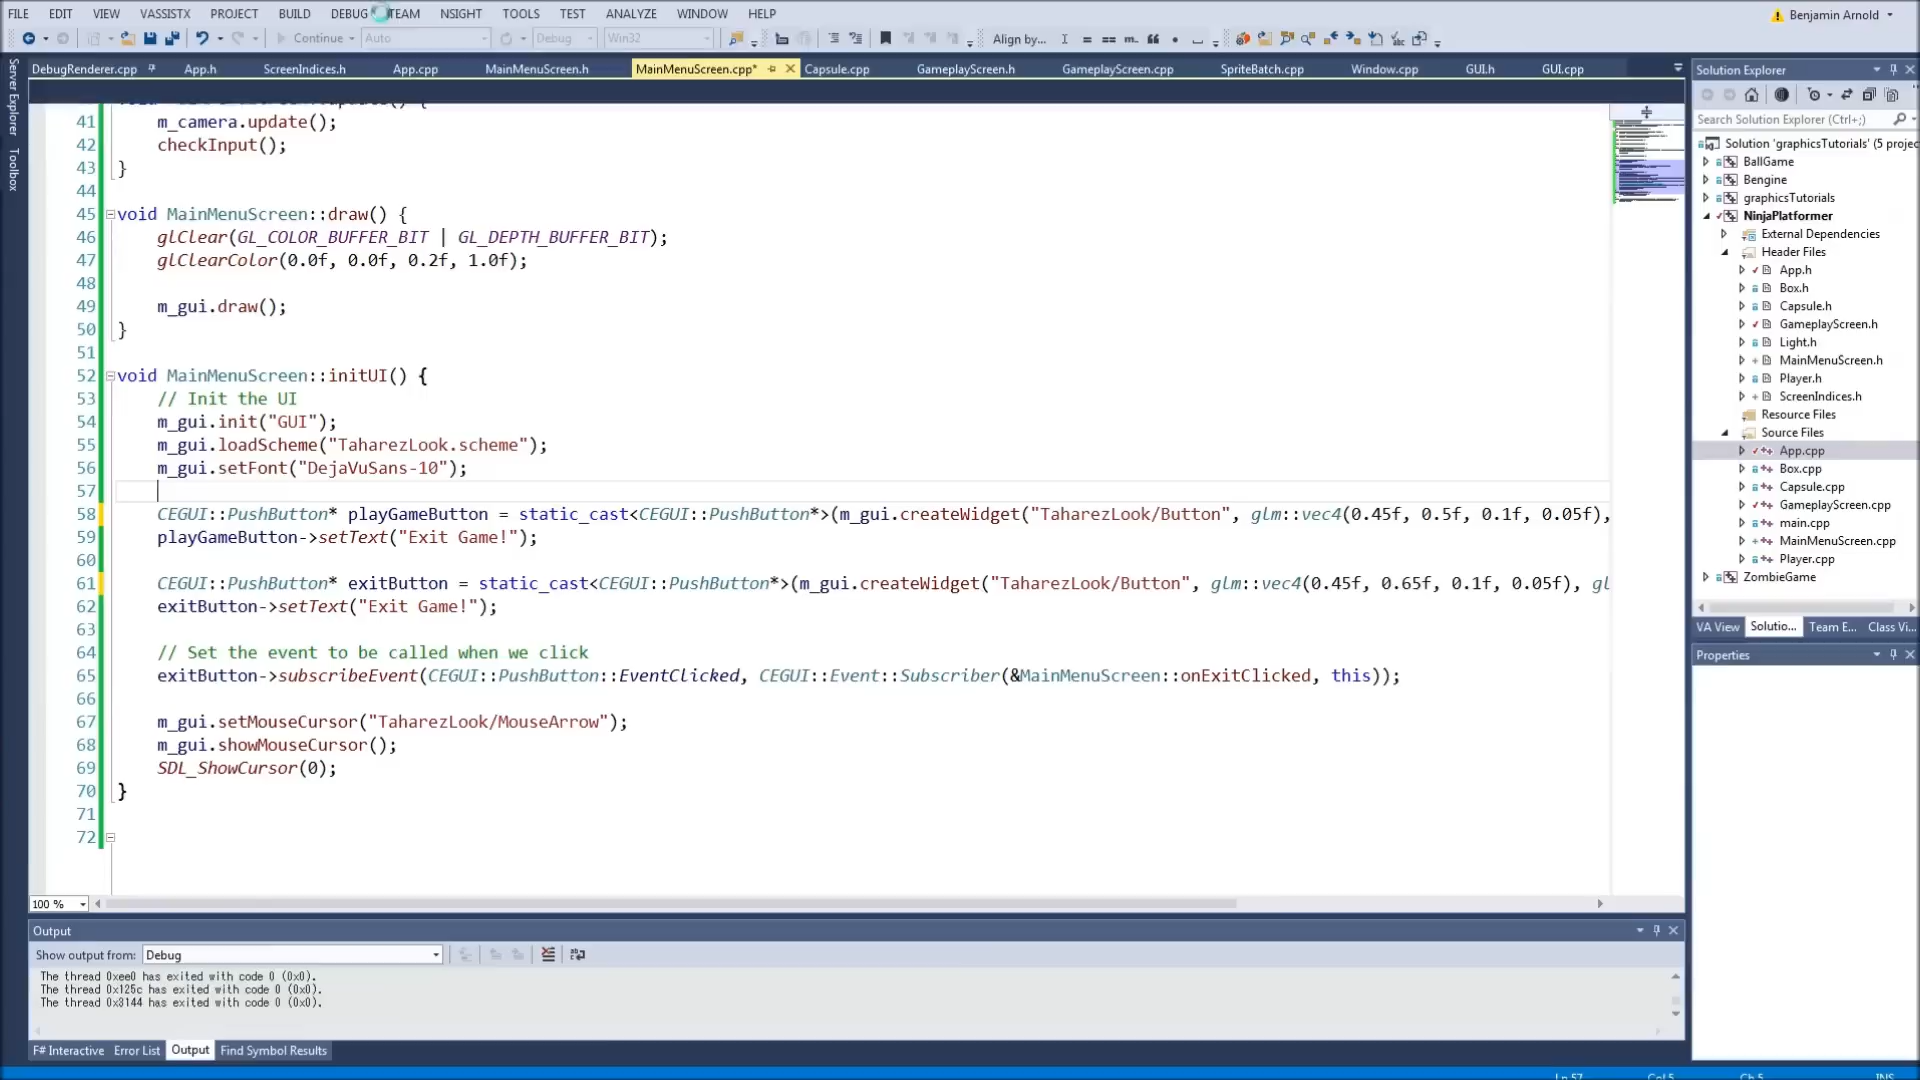 FILE EDIT VIEW VASSISTX PROJECT BUILD DEBUG TEAM NSIGHT TOOLS TEST ANALYZE WINDOW HELP
Benjamin Arnold
Continue Auto Debug Win32 Align by...
DebugRenderer.cpp App.h ScreenIndices.h App.cpp MainMenuScreen.h MainMenuScreen.cpp* Capsule.cpp GameplayScreen.h GameplayScreen.cpp SpriteBatch.cpp Window.cpp GUI.h GUI.cpp
Server Explorer
Toolbox
41 m_camera.update();
42 checkInput();
43 }
44
45 void MainMenuScreen::draw() {
46 glClear(GL_COLOR_BUFFER_BIT | GL_DEPTH_BUFFER_BIT);
47 glClearColor(0.0f, 0.0f, 0.2f, 1.0f);
48
49 m_gui.draw();
50 }
51
52 void MainMenuScreen::initUI() {
53 // Init the UI
54 m_gui.init("GUI");
55 m_gui.loadScheme("TaharezLook.scheme");
56 m_gui.setFont("DejaVuSans-10");
57
58 CEGUI::PushButton* playGameButton = static_cast<CEGUI::PushButton*>(m_gui.createWidget("TaharezLook/Button", glm::vec4(0.45f, 0.5f, 0.1f, 0.05f),
59 playGameButton->setText("Exit Game!");
60
61 CEGUI::PushButton* exitButton = static_cast<CEGUI::PushButton*>(m_gui.createWidget("TaharezLook/Button", glm::vec4(0.45f, 0.65f, 0.1f, 0.05f), gl
62 exitButton->setText("Exit Game!");
63
64 // Set the event to be called when we click
65 exitButton->subscribeEvent(CEGUI::PushButton::EventClicked, CEGUI::Event::Subscriber(&MainMenuScreen::onExitClicked, this));
66
67 m_gui.setMouseCursor("TaharezLook/MouseArrow");
68 m_gui.showMouseCursor();
69 SDL_ShowCursor(0);
70 }
71
72
100 %
Output
Show output from: Debug
The thread 0xee0 has exited with code 0 (0x0).
The thread 0x125c has exited with code 0 (0x0).
The thread 0x3144 has exited with code 0 (0x0).
F# Interactive Error List Output Find Symbol Results
Solution Explorer
Search Solution Explorer (Ctrl+;)
Solution 'graphicsTutorials' (5 projec
BallGame
Bengine
graphicsTutorials
NinjaPlatformer
External Dependencies
Header Files
App.h
Box.h
Capsule.h
GameplayScreen.h
Light.h
MainMenuScreen.h
Player.h
ScreenIndices.h
Resource Files
Source Files
App.cpp
Box.cpp
Capsule.cpp
GameplayScreen.cpp
main.cpp
MainMenuScreen.cpp
Player.cpp
ZombieGame
VA View Solutio... Team E... Class Vi...
Properties